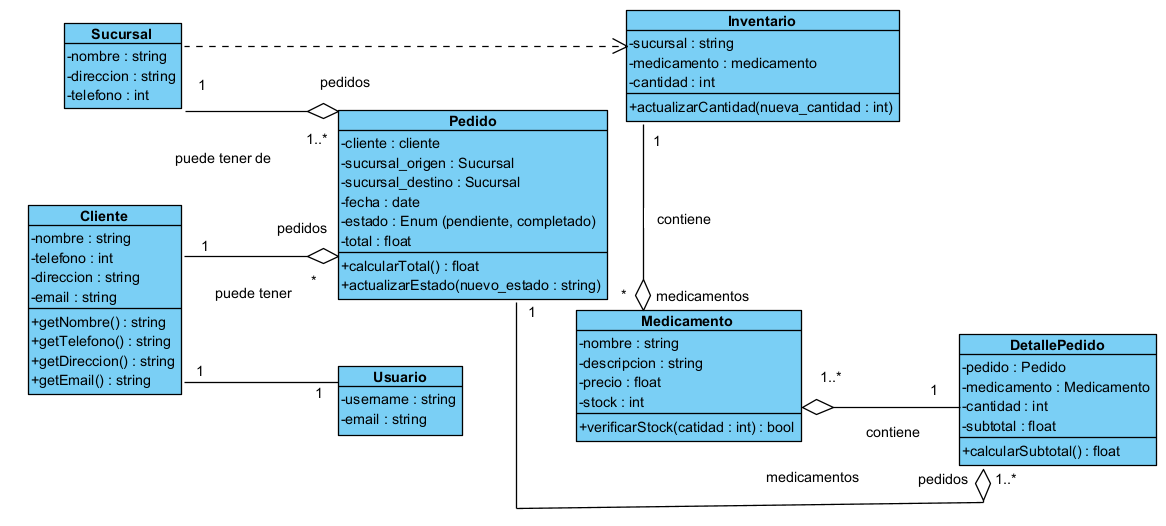 Sucursal
-nombre : string
-direccion : string
-telefono : int
Inventario
-sucursal : string
-medicamento : medicamento
-cantidad : int
+actualizarCantidad(nueva_cantidad : int)
1
pedidos
1..*
puede tener de
Pedido
-cliente : cliente
-sucursal_origen : Sucursal
-sucursal_destino : Sucursal
-fecha : date
-estado : Enum (pendiente, completado)
-total : float
+calcularTotal() : float
+actualizarEstado(nuevo_estado : string)
1
contiene
*
medicamentos
Cliente
-nombre : string
-telefono : int
-direccion : string
-email : string
+getNombre() : string
+getTelefono() : string
+getDireccion() : string
+getEmail() : string
pedidos
1
*
puede tener
1
1
Usuario
-username : string
-email : string
1
Medicamento
-nombre : string
-descripcion : string
-precio : float
-stock : int
+verificarStock(catidad : int) : bool
1..*
1
contiene
DetallePedido
-pedido : Pedido
-medicamento : Medicamento
-cantidad : int
-subtotal : float
+calcularSubtotal() : float
medicamentos
pedidos
1..*